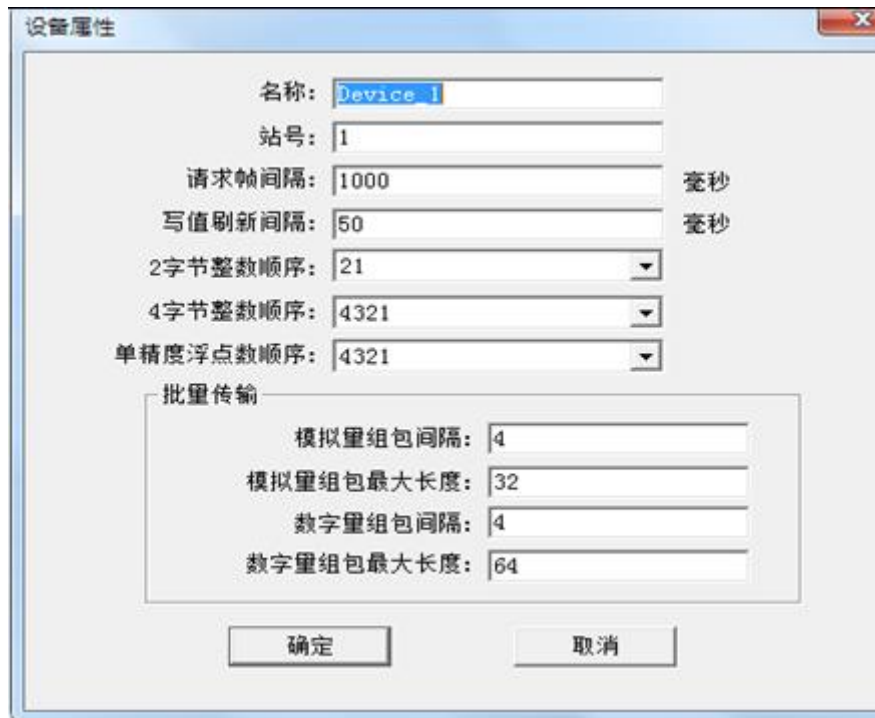 设备属性
名称： Device_1
站号： 1
请求帧间隔： 1000 毫秒
写值刷新间隔： 50 毫秒
2字节整数顺序： 21
4字节整数顺序： 4321
单精度浮点数顺序： 4321
批量传输
模拟量组包间隔： 4
模拟量组包最大长度： 32
数字量组包间隔： 4
数字量组包最大长度： 64
确定 取消